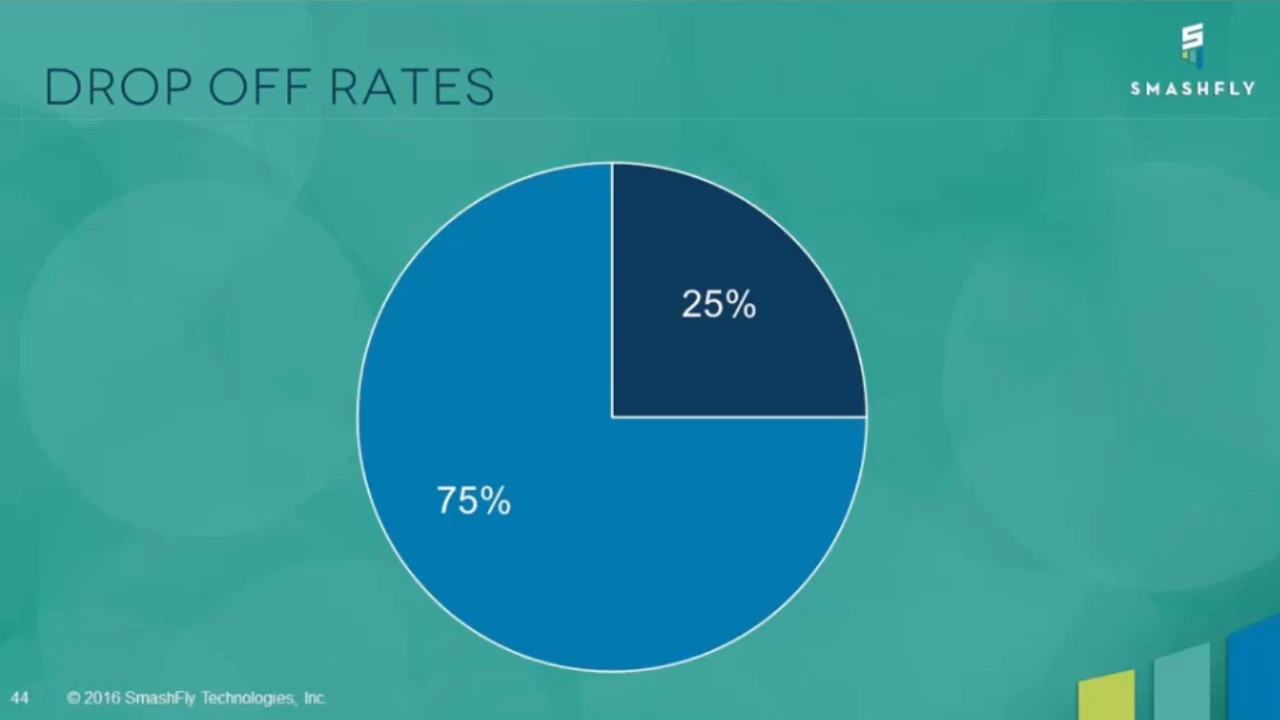 DROP OFF RATES
SMASHFLY
25%
75%
44
© 2016 SmashFly Technologies, Inc.